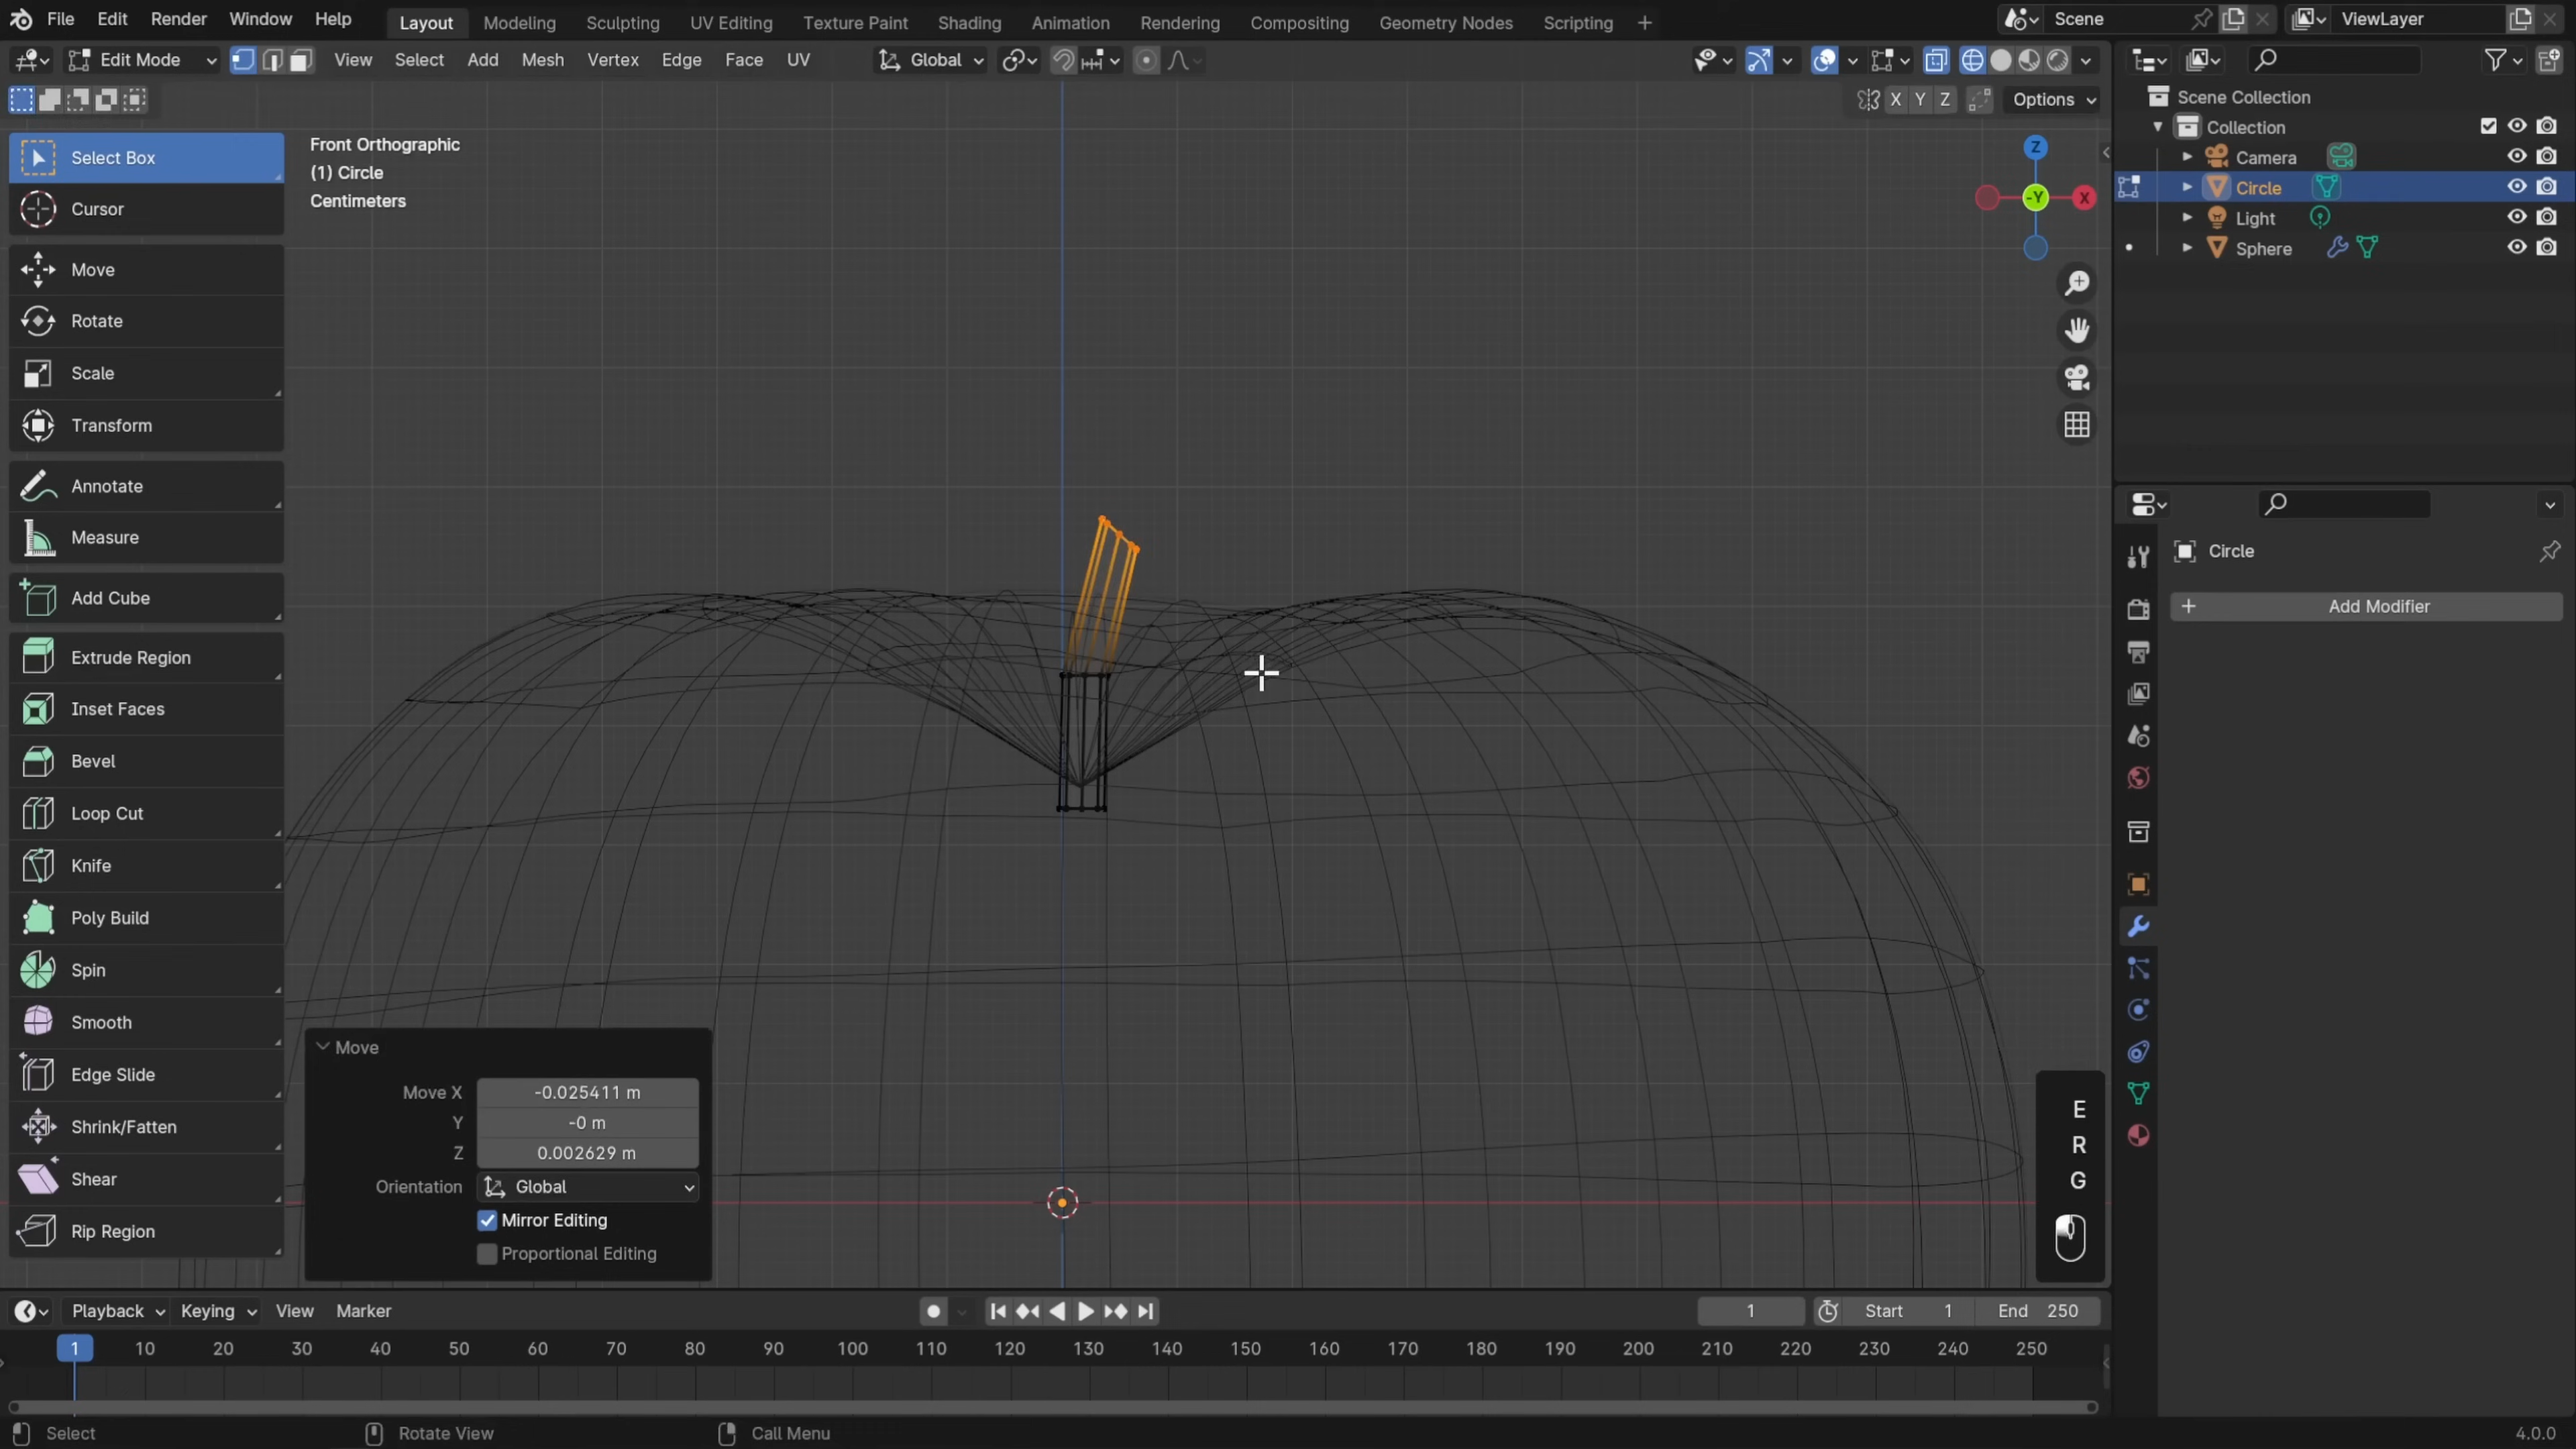 File Edit Render Window Help Layout Modeling Sculpting UV Editing Texture Paint Shading Animation Rendering Compositing Geometry Nodes Scripting + Scene ViewLayer
Edit Mode View Select Add Mesh Vertex Edge Face UV Global
X Y Z Options
Select Box
Cursor
Move
Rotate
Scale
Transform
Annotate
Measure
Add Cube
Extrude Region
Inset Faces
Bevel
Loop Cut
Knife
Poly Build
Spin
Smooth
Edge Slide
Shrink/Fatten
Shear
Rip Region
Front Orthographic
(1) Circle
Centimeters
Z
-Y
X
Move
Move X -0.025411 m
Y -0 m
Z 0.002629 m
Orientation Global
Mirror Editing
Proportional Editing
E
R
G
Scene Collection
Collection
Camera
Circle
Light
Sphere
Circle
+ Add Modifier
Playback Keying View Marker 1 Start 1 End 250
1 10 20 30 40 50 60 70 80 90 100 110 120 130 140 150 160 170 180 190 200 210 220 230 240 250
Select Rotate View Call Menu 4.0.0